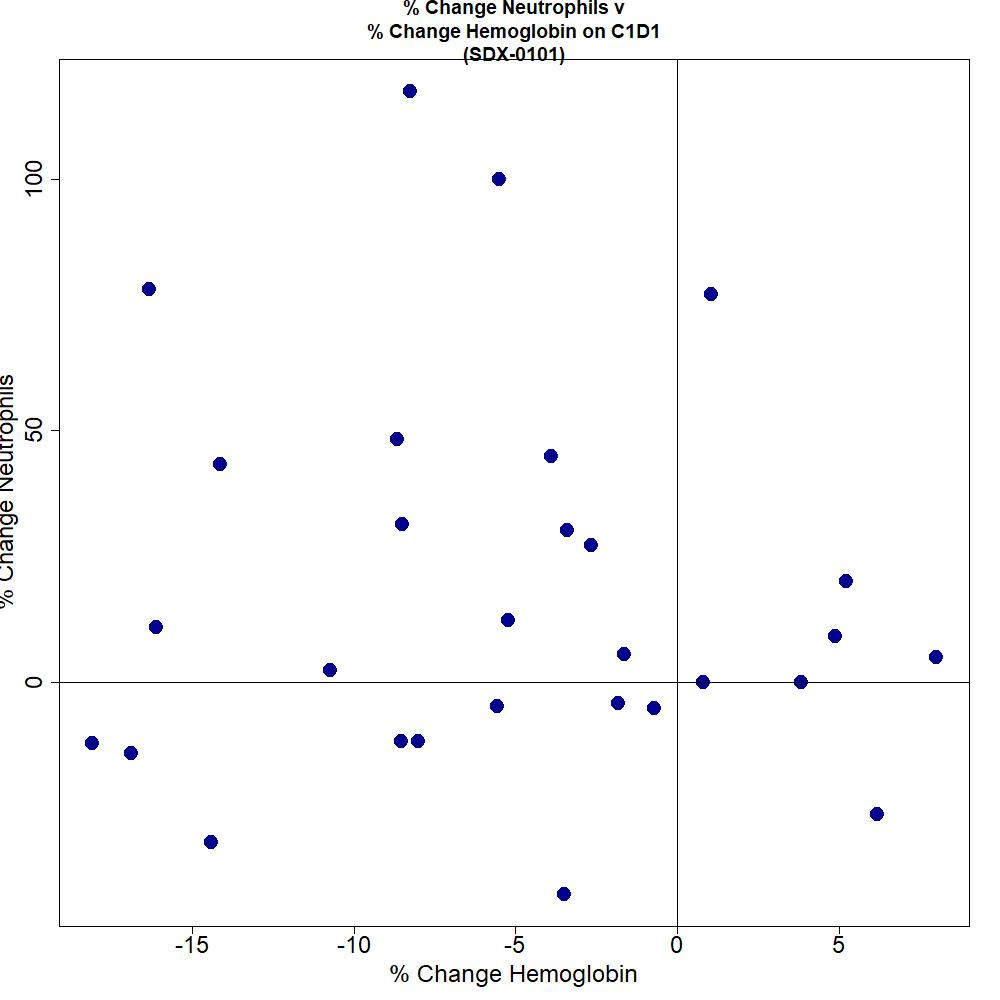 % Change Neutrophils v
% Change Hemoglobin on C1D1
(SDX-0101)
% Change Neutrophils
100
50
0
-15
-10
-5
0
5
% Change Hemoglobin